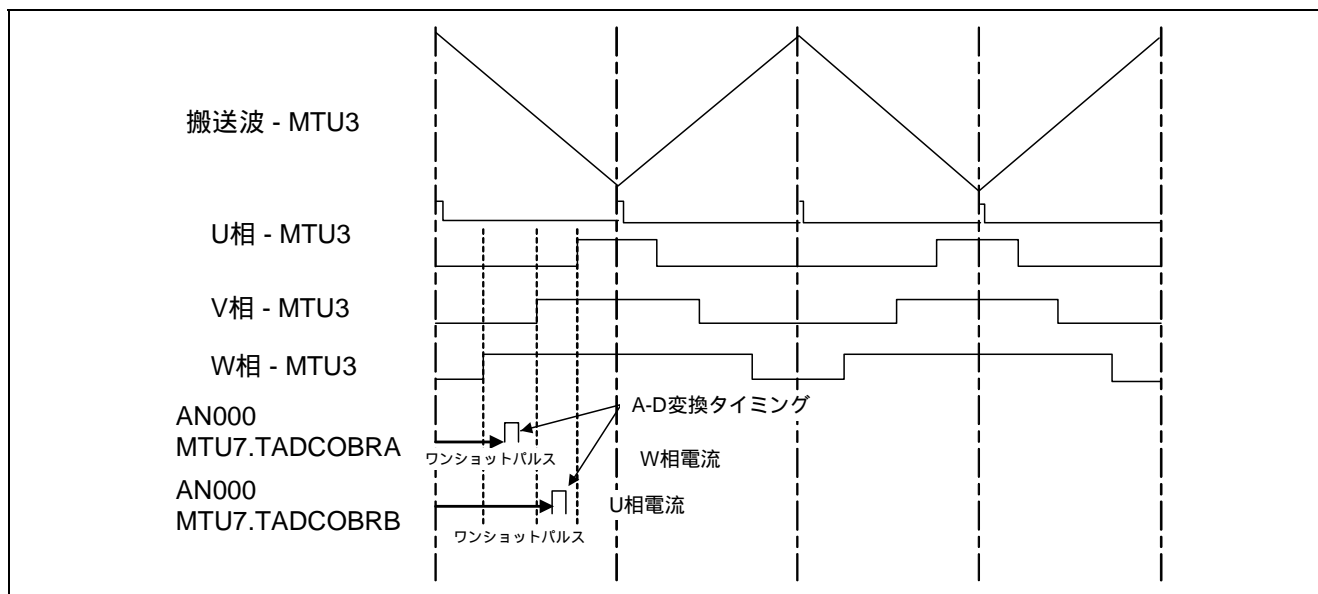 搬送波 - MTU3
U相 - MTU3
V相 - MTU3
W相 - MTU3
AN000
MTU7.TADCOBRA
ワンショットパルス
A-D変換タイミング
W相電流
AN000
MTU7.TADCOBRB
ワンショットパルス
U相電流